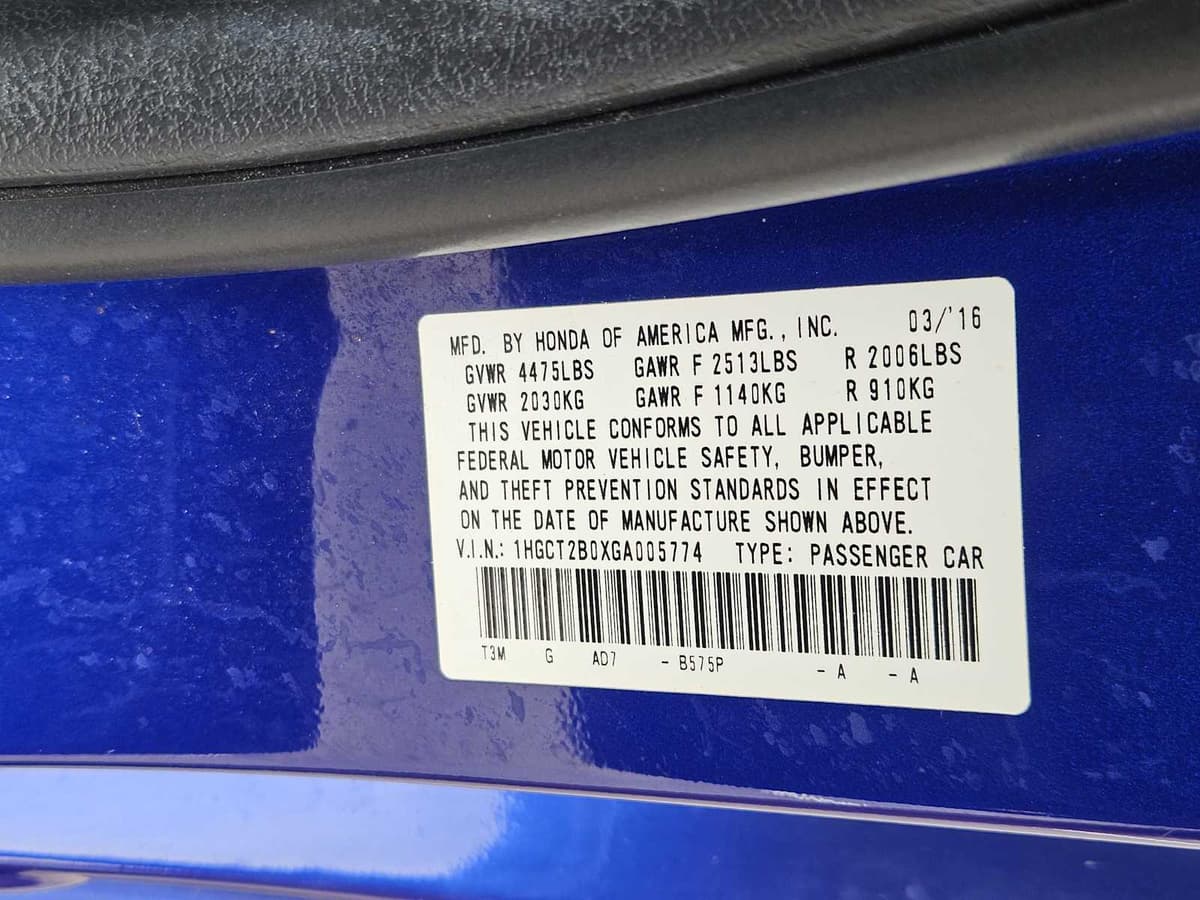 MFD. BY HONDA OF AMERICA MFG., INC. 03/'16
GVWR 4475LBS GAWR F 2513LBS R 2006LBS
GVWR 2030KG GAWR F 1140KG R 910KG
THIS VEHICLE CONFORMS TO ALL APPLICABLE
FEDERAL MOTOR VEHICLE SAFETY, BUMPER,
AND THEFT PREVENTION STANDARDS IN EFFECT
ON THE DATE OF MANUFACTURE SHOWN ABOVE.
V.I.N.: 1HGCT2B0XGA005774 TYPE: PASSENGER CAR
T3M G AD7 - B575P - A - A